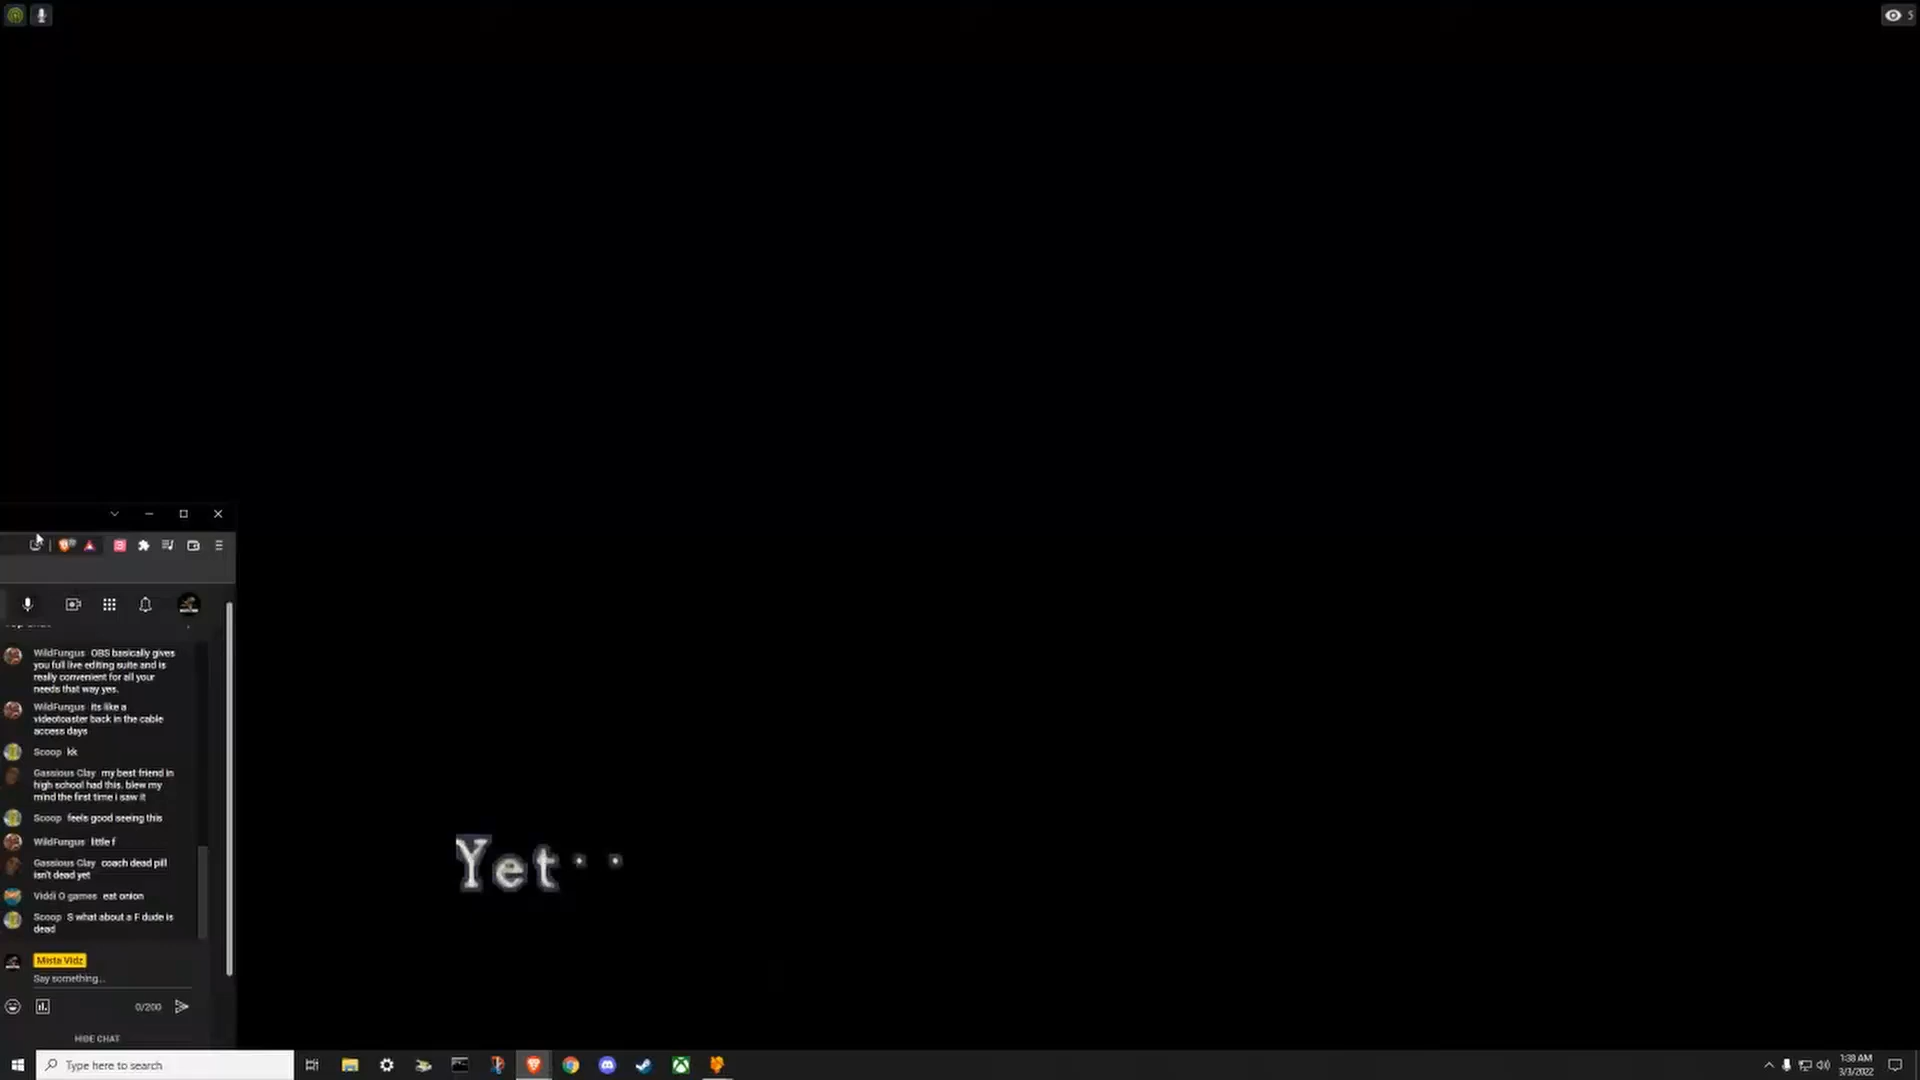 5
WildFungus OBS basically gives
you full live editing suite and is
really convenient for all your
needs that way yes.
WildFungus its like a
videotoaster back in the cable
access days
Scoop kk
Gassious Clay my best friend in
high school had this. blew my
mind the first time i saw it
Scoop feels good seeing this
WildFungus little f
Gassious Clay coach dead pill
isn't dead yet
Viddi O games eat onion
Scoop S what about a F dude is
dead
Mista Vidz
Say something...
0/200
HIDE CHAT
Yet··
Type here to search
1:38 AM
3/3/2022